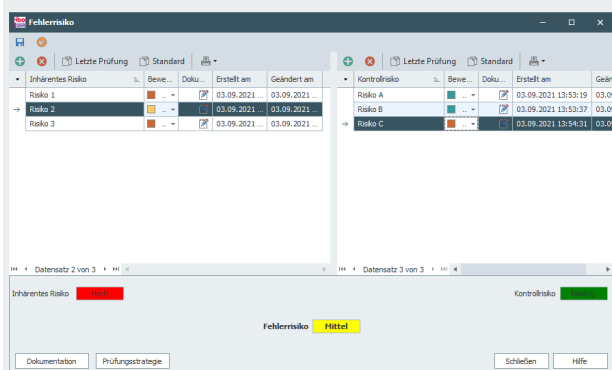 Fehlerrisiko
Letzte Prüfung Standard
Letzte Prüfung Standard
Inhärentes Risiko Bewe... Doku... Erstellt am Geändert am
Risiko 1 .. 03.09.2021 ... 03.09.2021 ...
Risiko 2 .. 03.09.2021 ... 03.09.2021 ...
Risiko 3 .. 03.09.2021 ... 03.09.2021 ...
Kontrollrisiko Bewe... Doku... Erstellt am Geän
Risiko A .. 03.09.2021 13:53:19 03.09
Risiko B .. 03.09.2021 13:53:37 03.09
Risiko C .. 03.09.2021 13:54:31 03.09
Datensatz 2 von 3
Datensatz 3 von 3
Inhärentes Risiko Hoch
Kontrollrisiko Niedrig
Fehlerrisiko Mittel
Dokumentation Prüfungsstrategie Schließen Hilfe